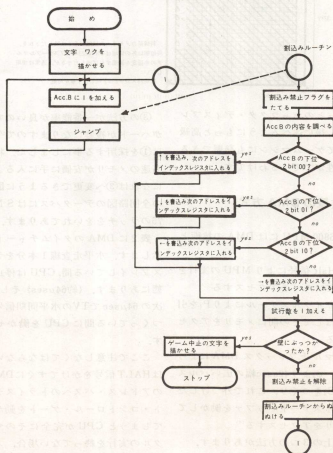 始 め
文字 ワクを
描かせる
1
Acc.Bに1を加える
ジャンプ
割込みルーチン
割込み禁止フラグを
たてる
Acc.Bの内容を調べる
Acc.Bの下位
2bit 00?
yes
↑を書込み,次のアドレスを
インデックスレジスタに入れる
no
Acc.Bの下位
2bit 01?
yes
↓を書込み次のアドレスを
インデックスレジスタに入れる
no
Acc.Bの下位
2bit 10?
yes
←を書込み次のアドレスをイ
ンデックスレジスタに入れる
no
→を書込み次のアドレスをイ
ンデックスレジスタに入れる
試行数を1加える
壁にぶつか
ったか?
yes
ゲーム中止の文字を
描かせる
ストップ
no
割込み禁止を解除
割込みルーチンからぬ
ぬける
1